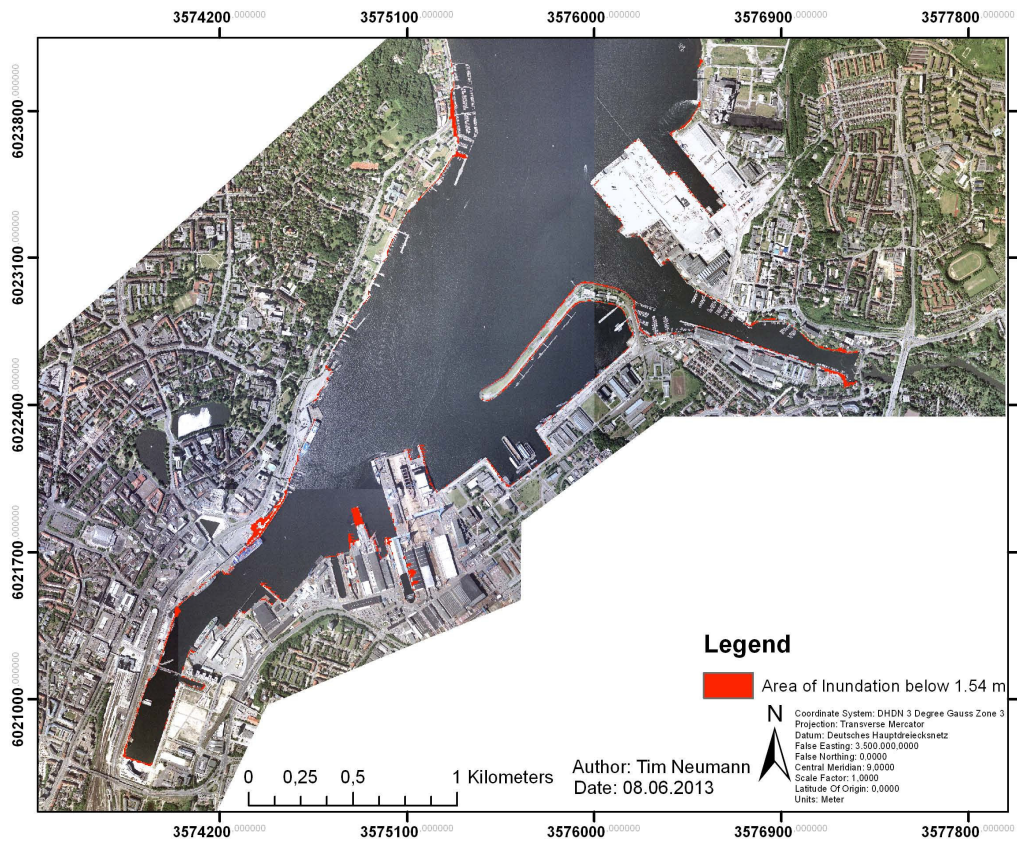 3574200,000000 3575100,000000 3576000,000000 3576900,000000 3577800,000000
6023800,000000
6023100,000000
6022400,000000
6021700,000000
6021000,000000
Legend
Area of Inundation below 1.54 m
N
Coordinate System: DHDN 3 Degree Gauss Zone 3
Projection: Transverse Mercator
Datum: Deutsches Hauptdreiecksnetz
False Easting: 3.500.000,0000
False Northing: 0,0000
Central Meridian: 9,0000
Scale Factor: 1,0000
Latitude Of Origin: 0,0000
Units: Meter
Author: Tim Neumann
Date: 08.06.2013
0 0,25 0,5 1 Kilometers
3574200,000000 3575100,000000 3576000,000000 3576900,000000 3577800,000000